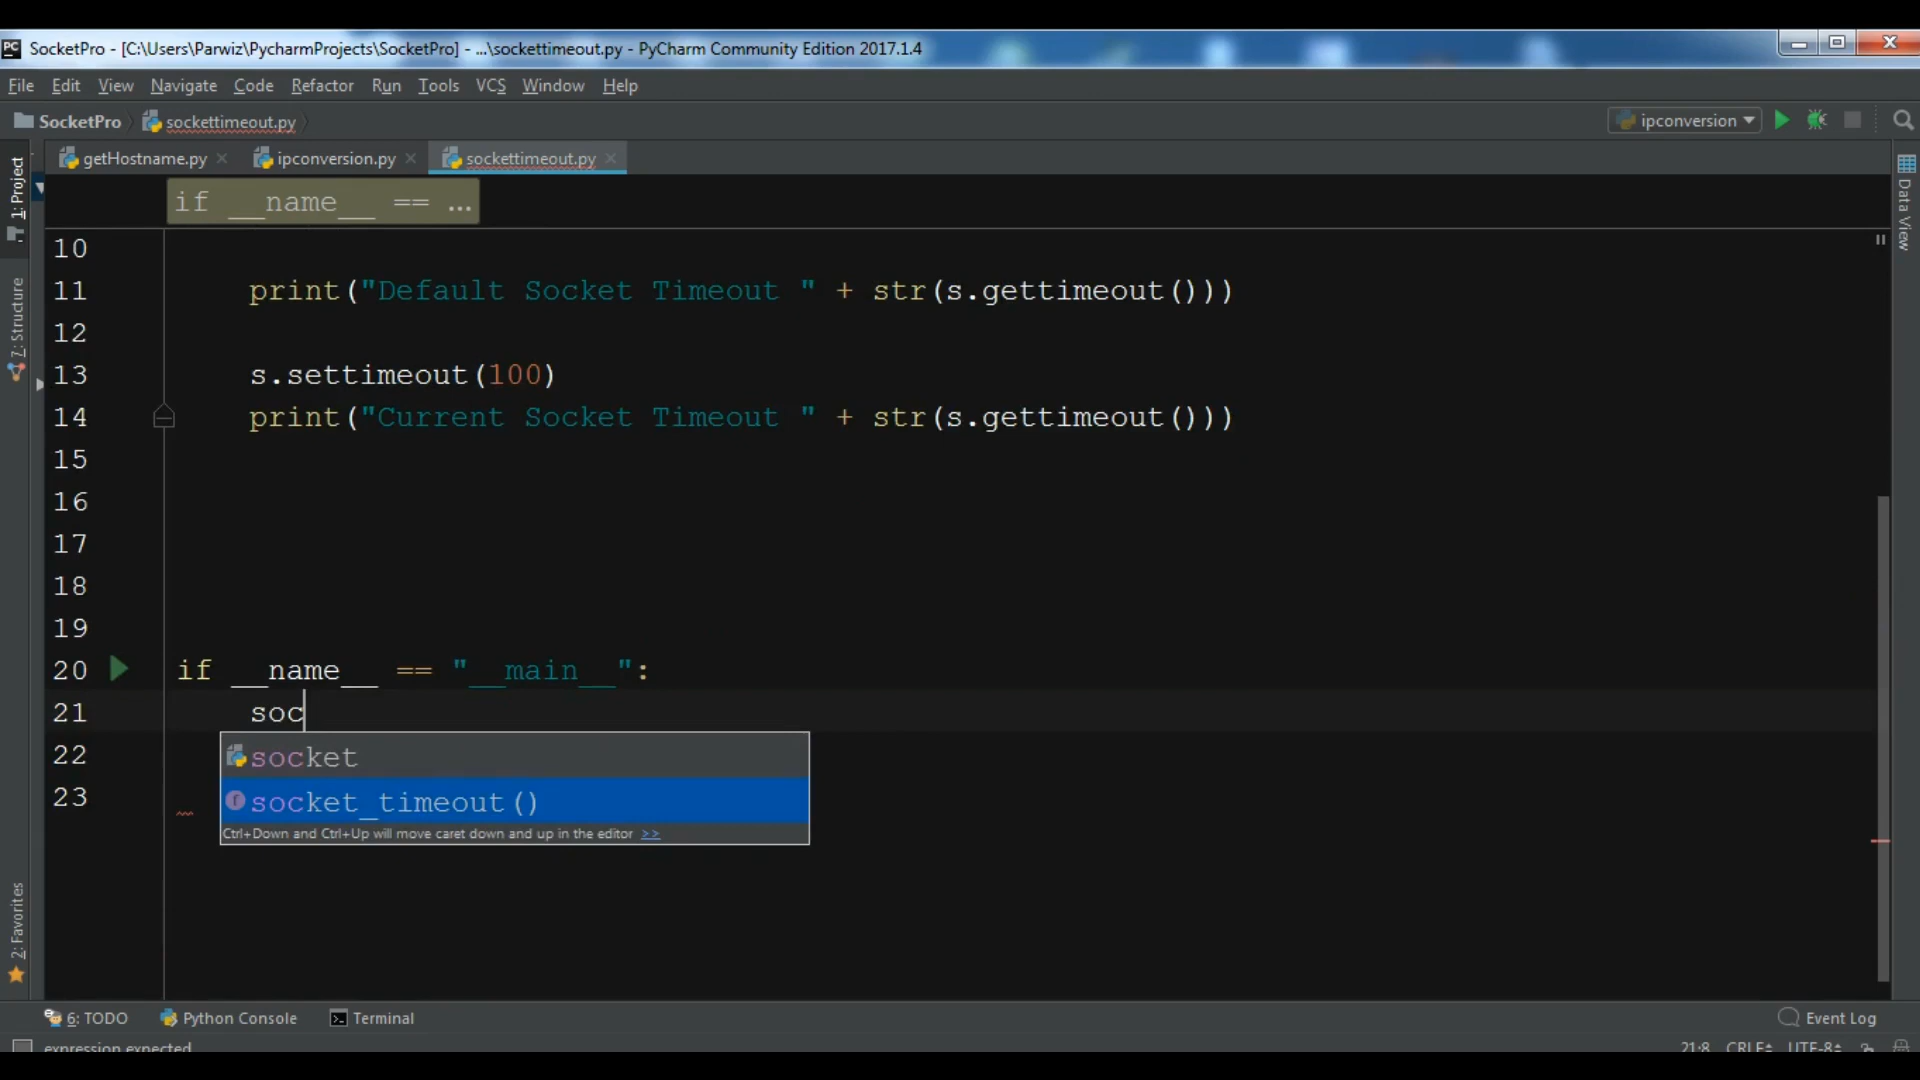 SocketPro - [C:\Users\Parwiz\PycharmProjects\SocketPro] - ...\sockettimeout.py - PyCharm Community Edition 2017.1.4
File Edit View Navigate Code Refactor Run Tools VCS Window Help
SocketPro sockettimeout.py ipconversion
getHostname.py ipconversion.py sockettimeout.py
1: Project
7: Structure
2: Favorites
Data View
if __name__ == ...
10
11 print("Default Socket Timeout " + str(s.gettimeout()))
12
13 s.settimeout(100)
14 print("Current Socket Timeout " + str(s.gettimeout()))
15
16
17
18
19
20 if __name__ == "__main__":
21 soc
22 socket
23 socket_timeout()
Ctrl+Down and Ctrl+Up will move caret down and up in the editor >>
6: TODO Python Console Terminal Event Log
expression expected 21:8 CRLF UTF-8